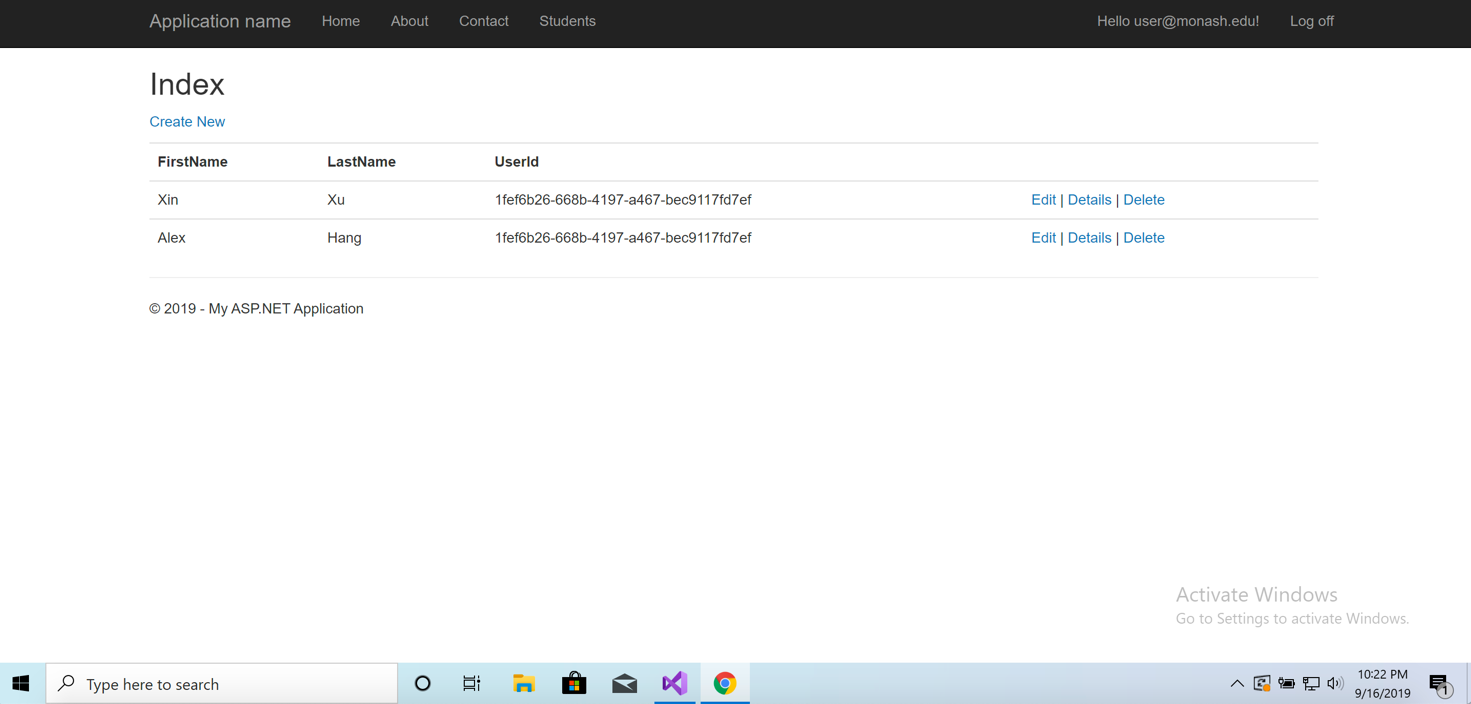 Application name Home About Contact Students Hello user@monash.edu! Log off
Index
Create New
FirstName LastName UserId
Xin Xu 1fef6b26-668b-4197-a467-bec9117fd7ef Edit | Details | Delete
Alex Hang 1fef6b26-668b-4197-a467-bec9117fd7ef Edit | Details | Delete
© 2019 - My ASP.NET Application
Activate Windows
Go to Settings to activate Windows.
Type here to search
10:22 PM
9/16/2019
1